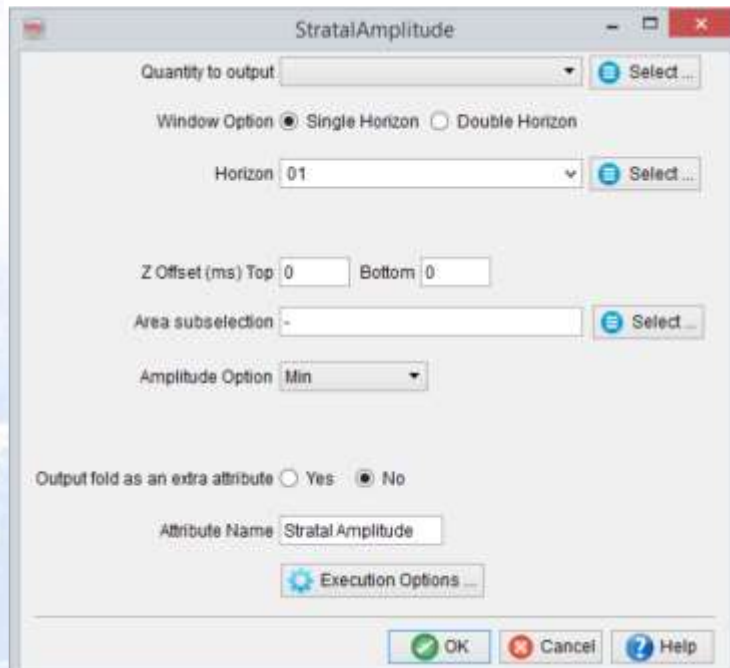 StratalAmplitude
Quantity to output Select ...
Window Option Single Horizon Double Horizon
Horizon 01 Select ...
Z Offset (ms) Top 0 Bottom 0
Area subselection - Select ...
Amplitude Option Min
Output fold as an extra attribute Yes No
Attribute Name Stratal Amplitude
Execution Options ...
OK Cancel Help